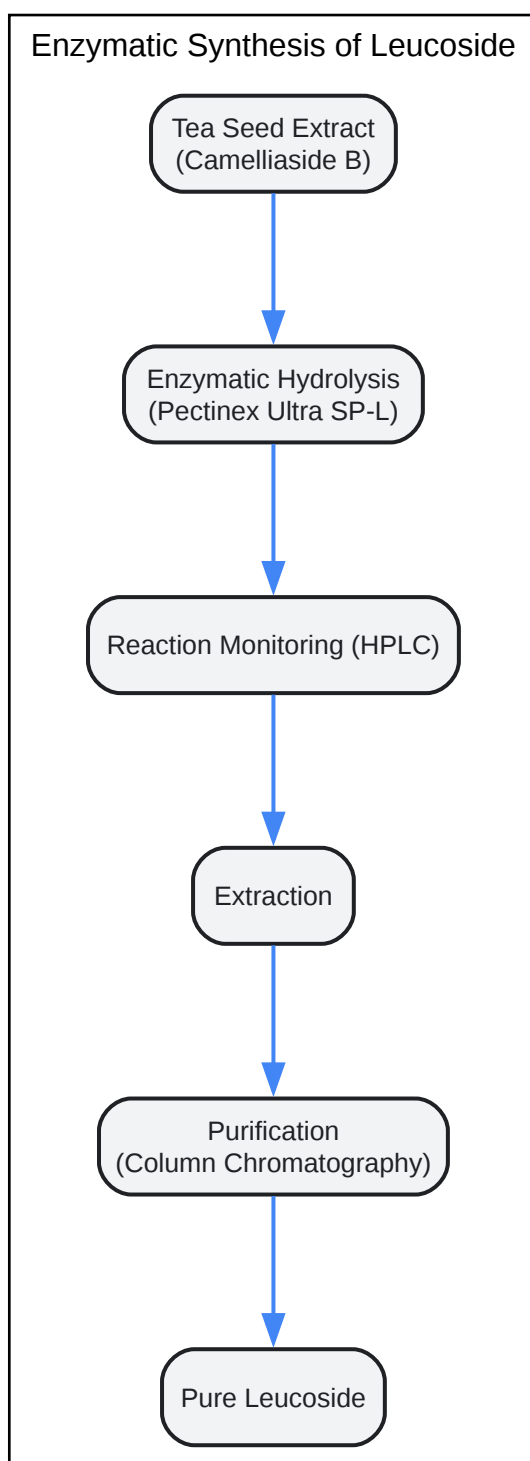 Enzymatic Synthesis of Leucoside
Tea Seed Extract
(Camelliaside B)
Enzymatic Hydrolysis
(Pectinex Ultra SP-L)
Reaction Monitoring (HPLC)
Extraction
Purification
(Column Chromatography)
Pure Leucoside